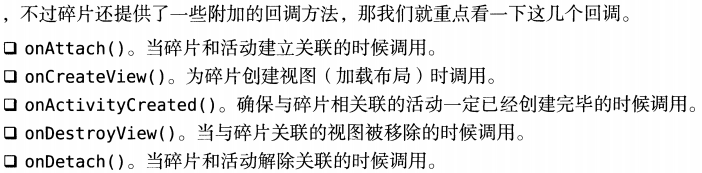 ，不过碎片还提供了一些附加的回调方法，那我们就重点看一下这几个回调。
❑ onAttach()。当碎片和活动建立关联的时候调用。
❑ onCreateView()。为碎片创建视图（加载布局）时调用。
❑ onActivityCreated()。确保与碎片相关联的活动一定已经创建完毕的时候调用。
❑ onDestroyView()。当与碎片关联的视图被移除的时候调用。
❑ onDetach()。当碎片和活动解除关联的时候调用。